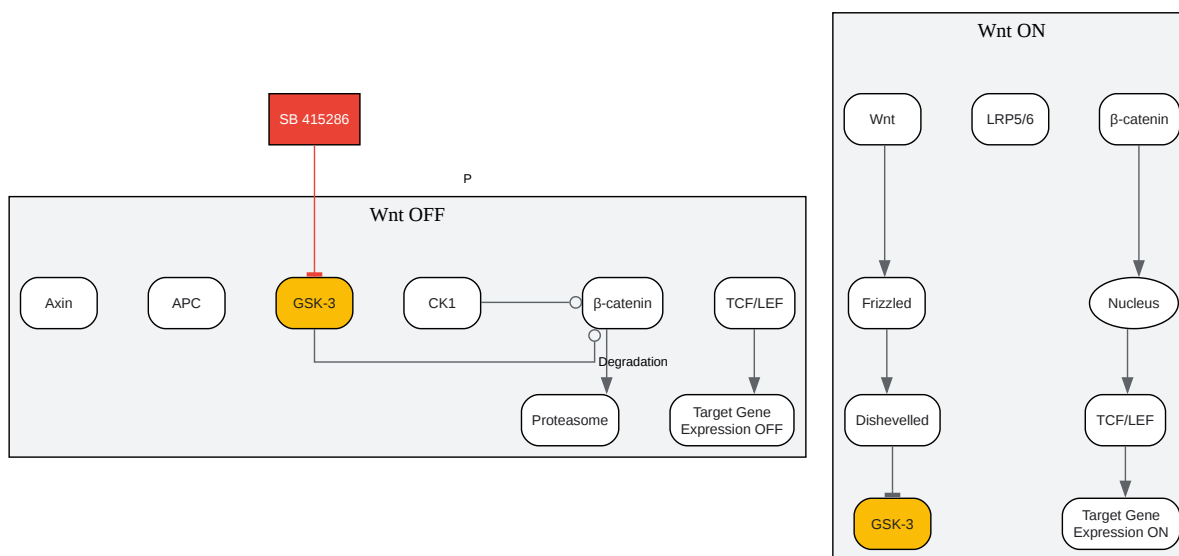 Wnt ON
SB 415286
Wnt
LRP5/6
β-catenin
P
Wnt OFF
Axin
APC
GSK-3
CK1
β-catenin
TCF/LEF
Frizzled
Nucleus
Degradation
Proteasome
Target Gene
Expression OFF
Dishevelled
TCF/LEF
GSK-3
Target Gene
Expression ON